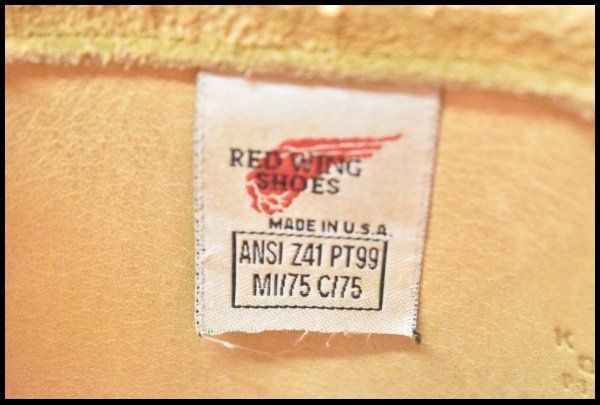 RED WING
SHOES
MADE IN U.S.A.
ANSI Z41 PT99
MI/75 C/75
K